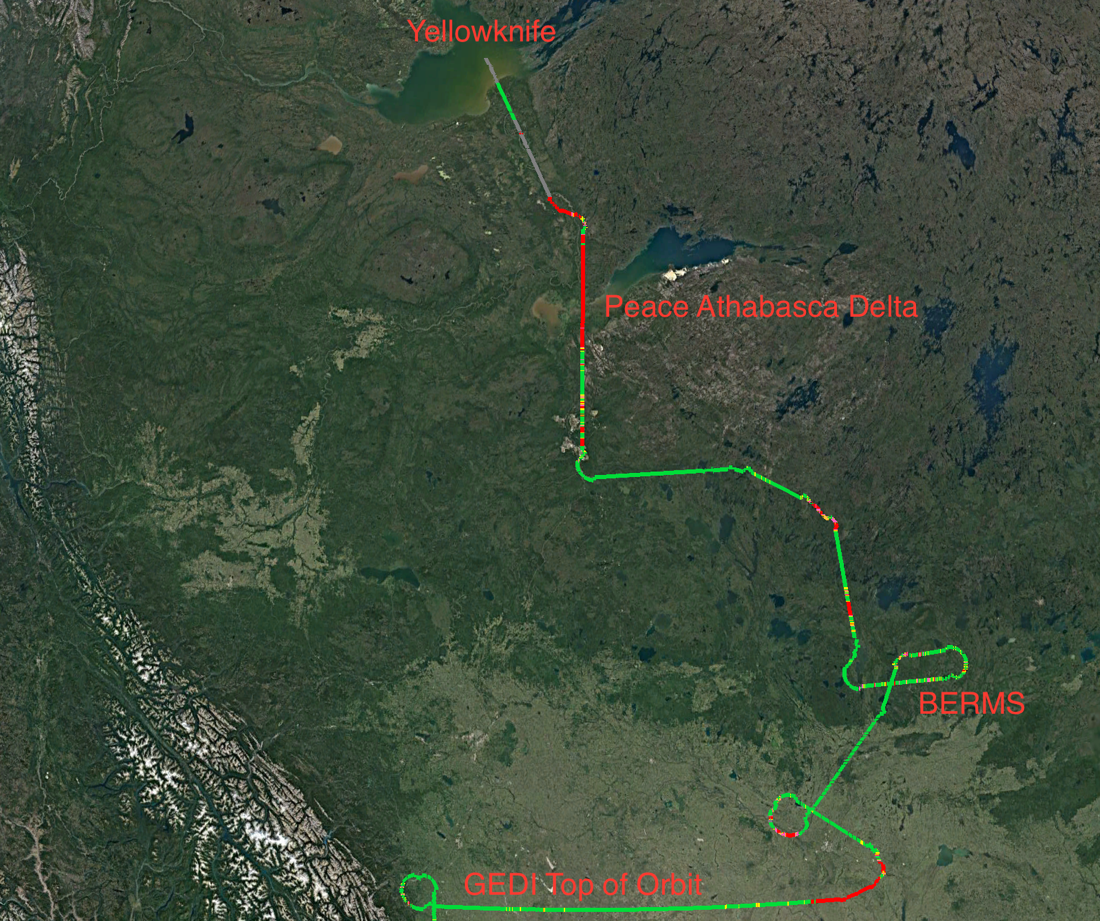 Yellowknife
Peace Athabasca Delta
BERMS
GEDI Top of Orbit